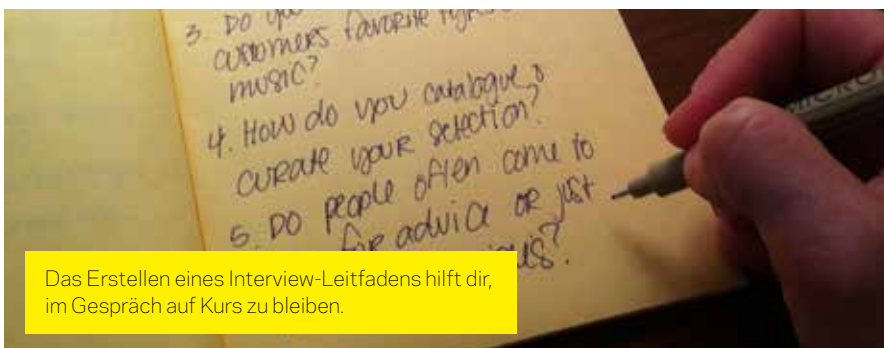 3. DO you
customers favorite
music?
4. How do you catalogue &
curate your selection?
5. DO people often come to
for advice or just
Das Erstellen eines Interview-Leitfadens hilft dir,
im Gespräch auf Kurs zu bleiben.